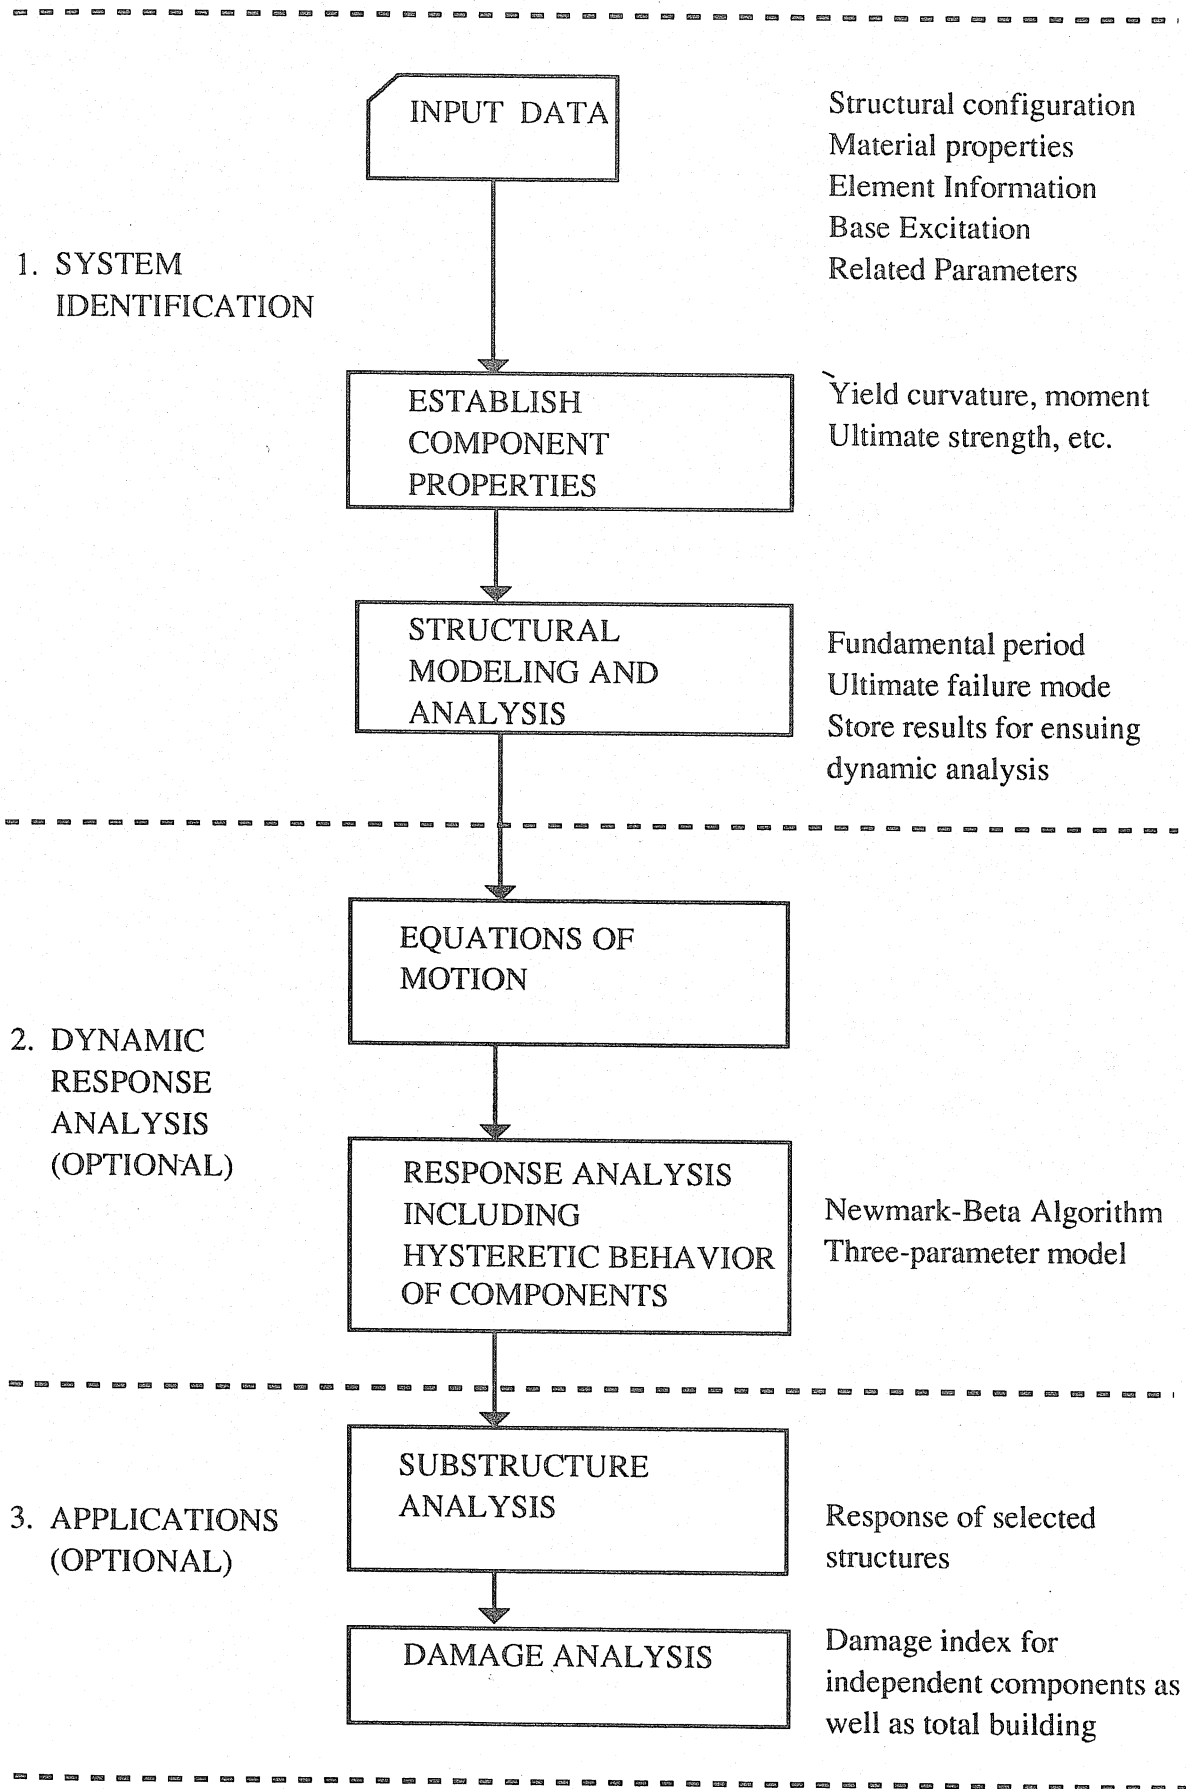 INPUT DATA
Structural configuration
Material properties
Element Information
Base Excitation
Related Parameters
1. SYSTEM
IDENTIFICATION
ESTABLISH
COMPONENT
PROPERTIES
Yield curvature, moment
Ultimate strength, etc.
STRUCTURAL
MODELING AND
ANALYSIS
Fundamental period
Ultimate failure mode
Store results for ensuing
dynamic analysis
EQUATIONS OF
MOTION
2. DYNAMIC
RESPONSE
ANALYSIS
(OPTIONAL)
RESPONSE ANALYSIS
INCLUDING
HYSTERETIC BEHAVIOR
OF COMPONENTS
Newmark-Beta Algorithm
Three-parameter model
SUBSTRUCTURE
ANALYSIS
3. APPLICATIONS
(OPTIONAL)
Response of selected
structures
DAMAGE ANALYSIS
Damage index for
independent components as
well as total building